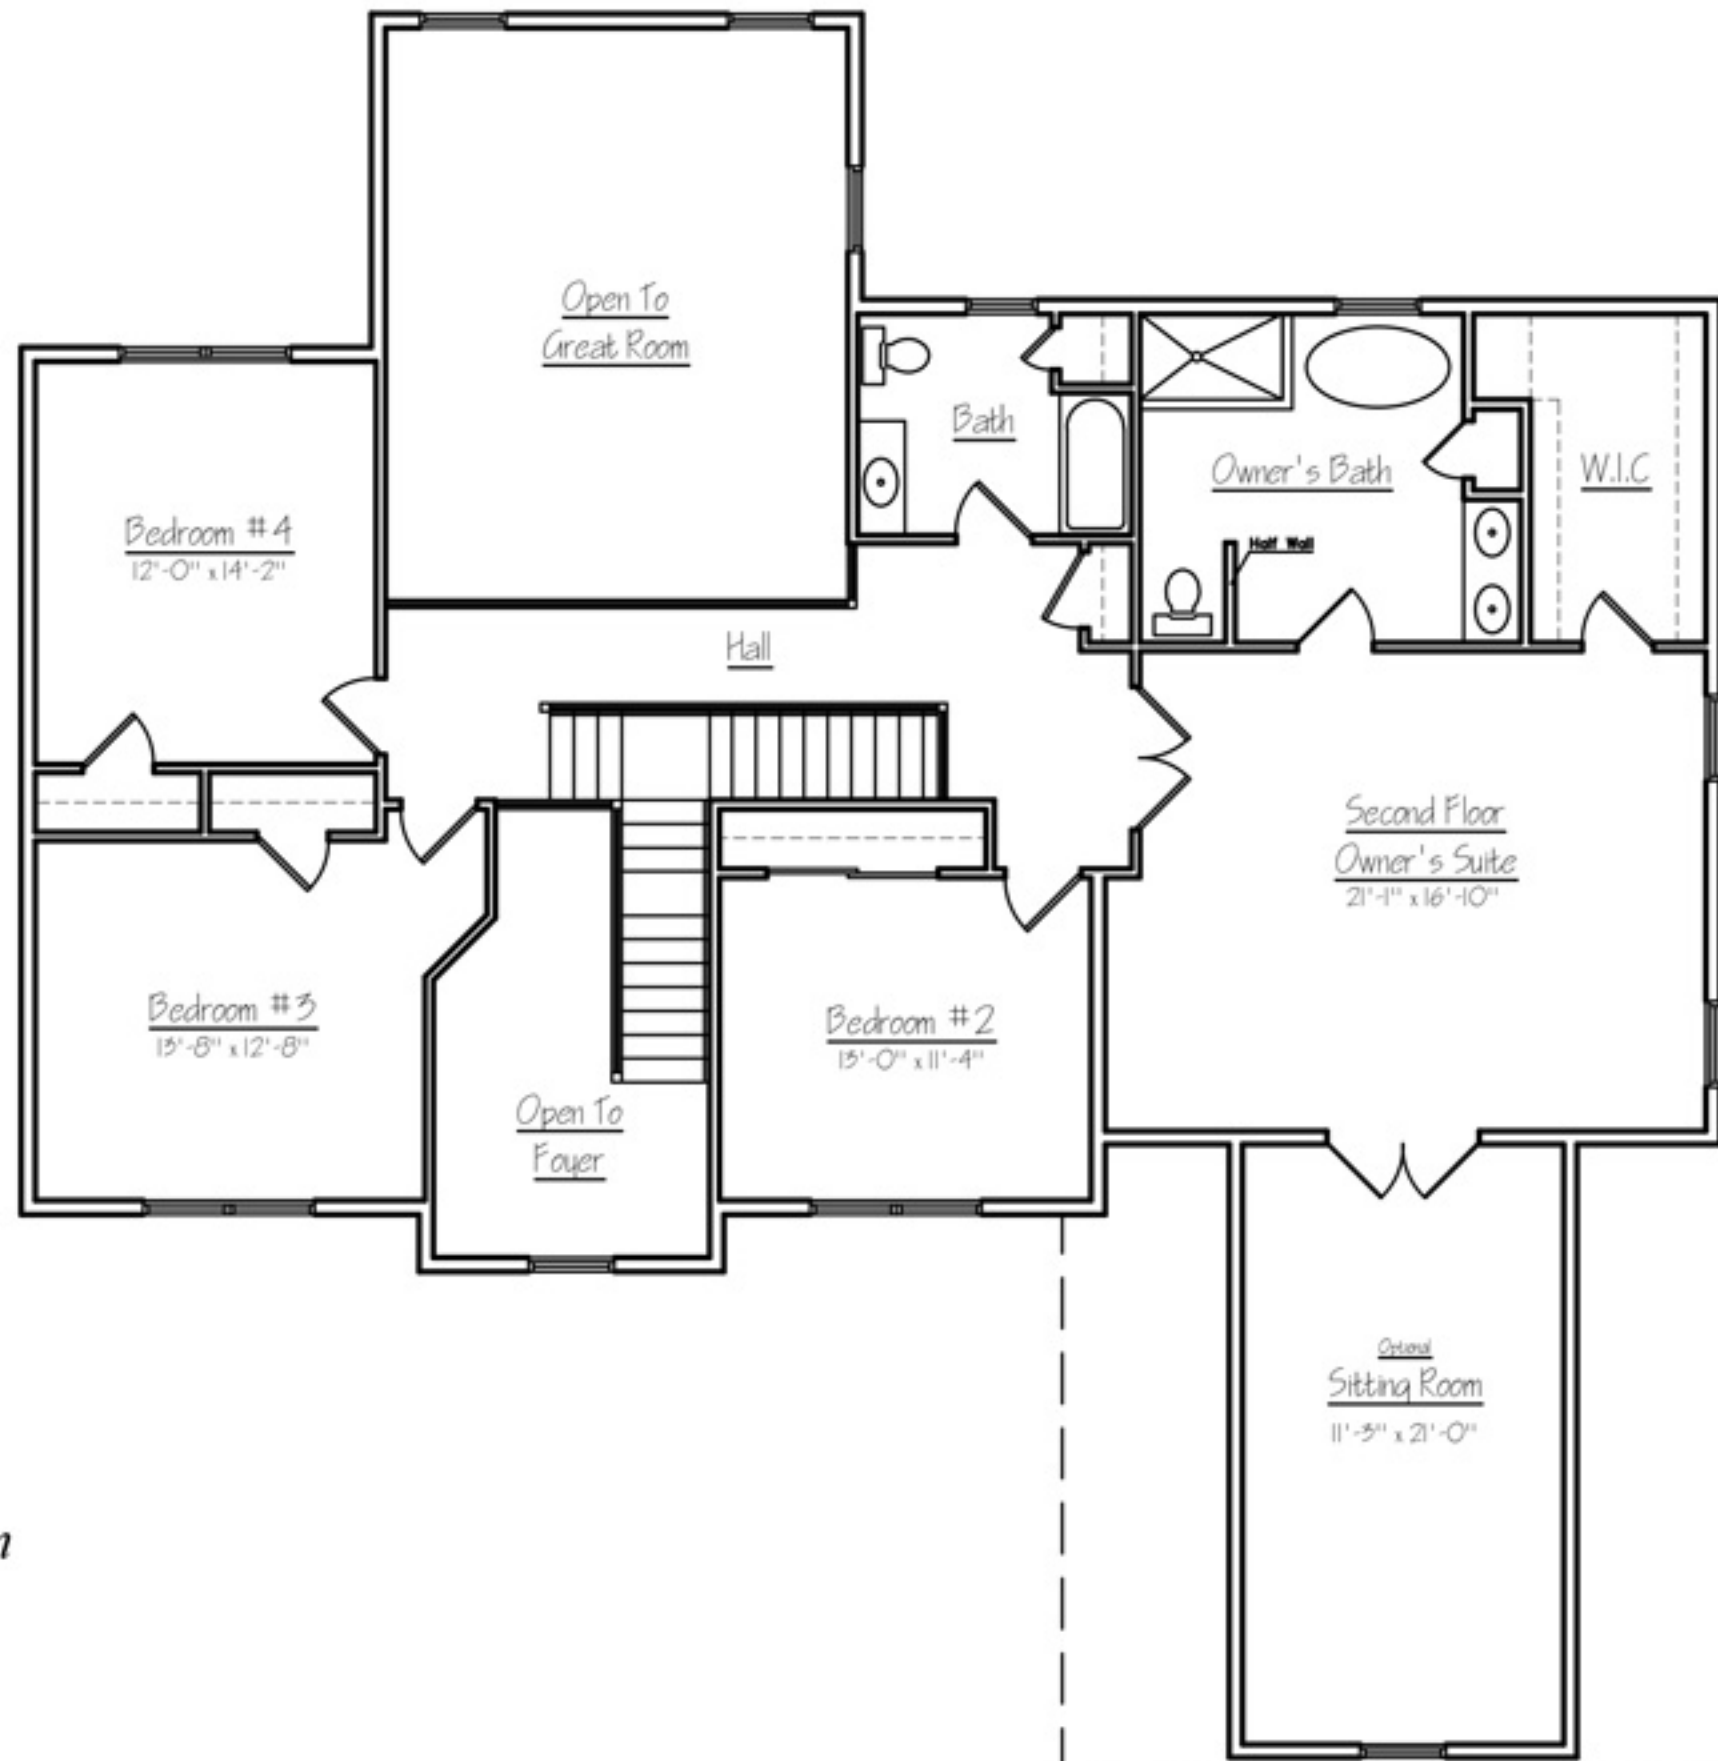 Open To
Great Room
Bath
Owner's Bath
W.I.C
Half Wall
Bedroom #4
12'-0" x 14'-2"
Hall
Second Floor
Owner's Suite
21'-1" x 16'-10"
Bedroom #3
13'-8" x 12'-8"
Bedroom #2
13'-0" x 11'-4"
Open To
Foyer
Optional
Sitting Room
11'-3" x 21'-0"
n